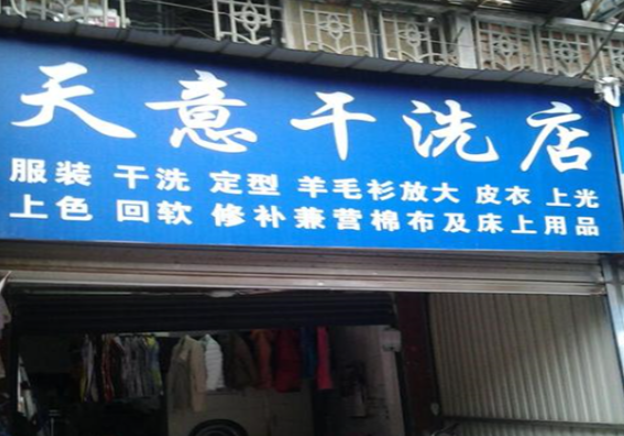 天意干洗店
服装 干洗 定型 羊毛衫放大 皮衣 上光
上色 回软 修补兼营棉布及床上用品